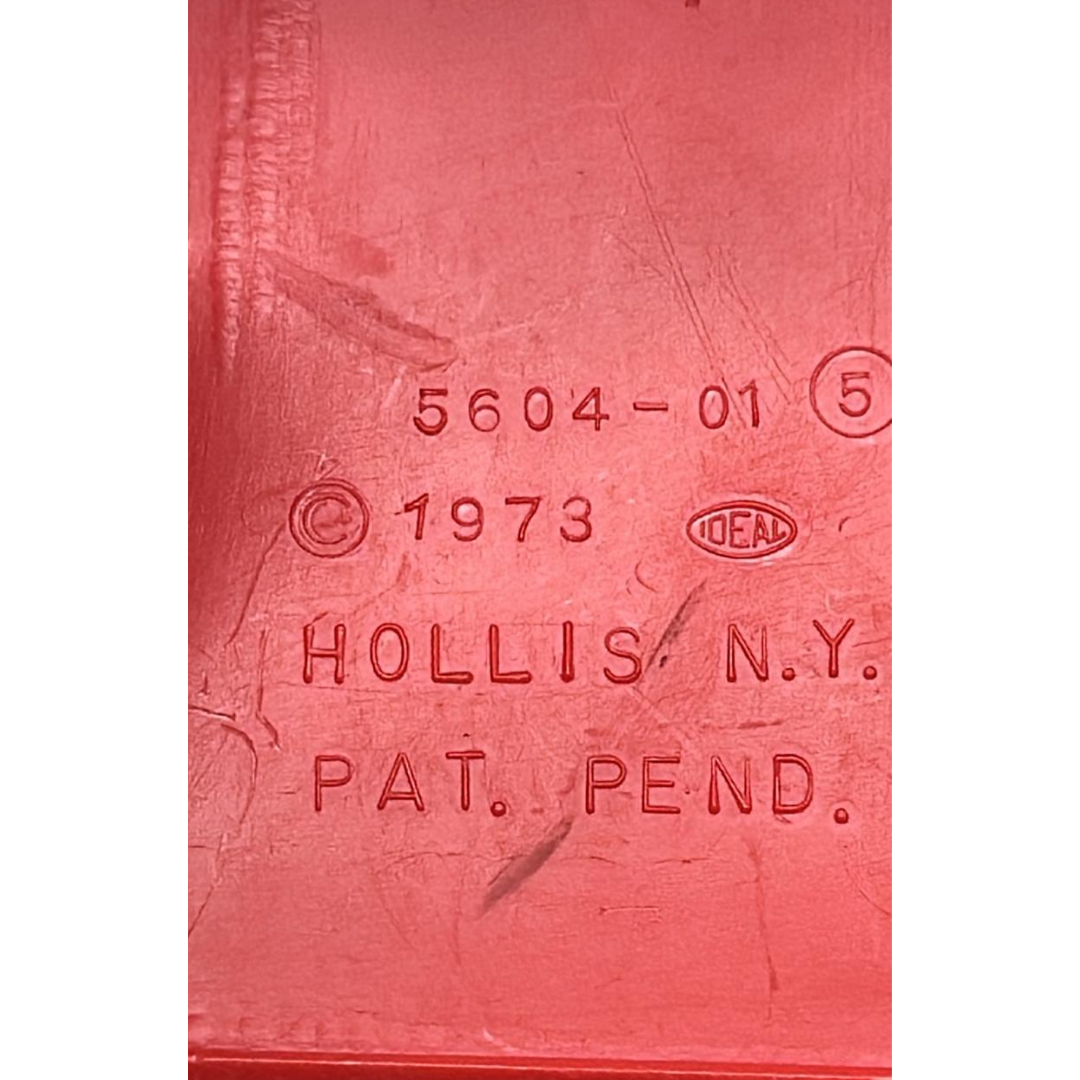 5604-01 5
© 1973 IDEAL
HOLLIS N.Y.
PAT. PEND.